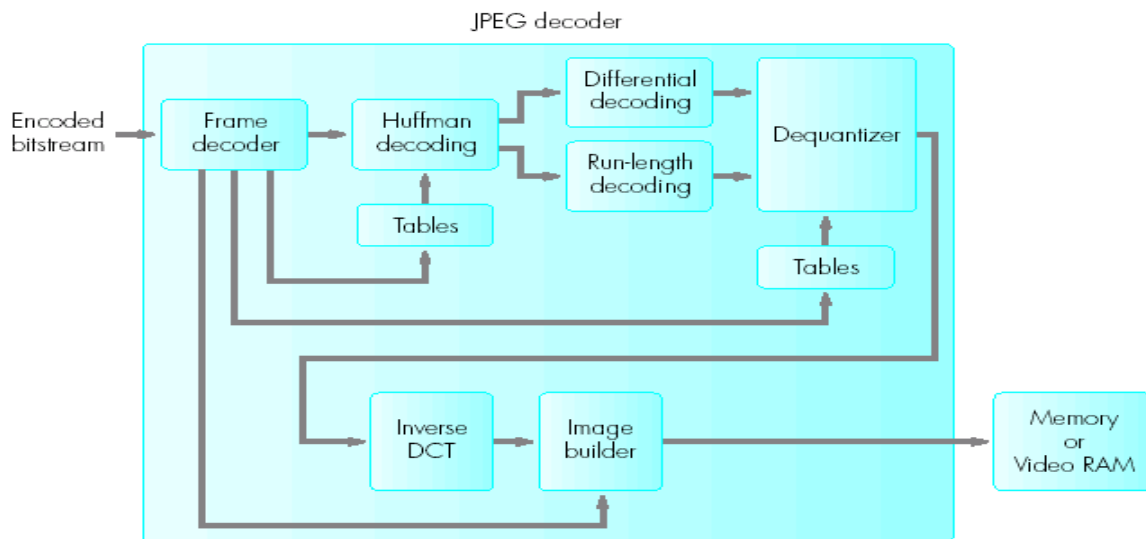 JPEG decoder
Encoded
bitstream
Frame
decoder
Huffman
decoding
Differential
decoding
Run-length
decoding
Dequantizer
Tables
Tables
Inverse
DCT
Image
builder
Memory
or
Video RAM